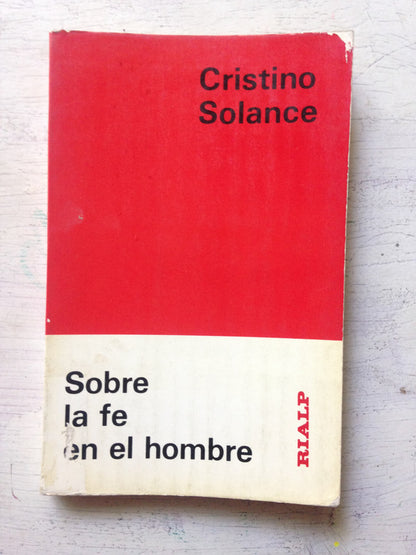 Cristino
Solance
Sobre
la fe
en el hombre
RIALP